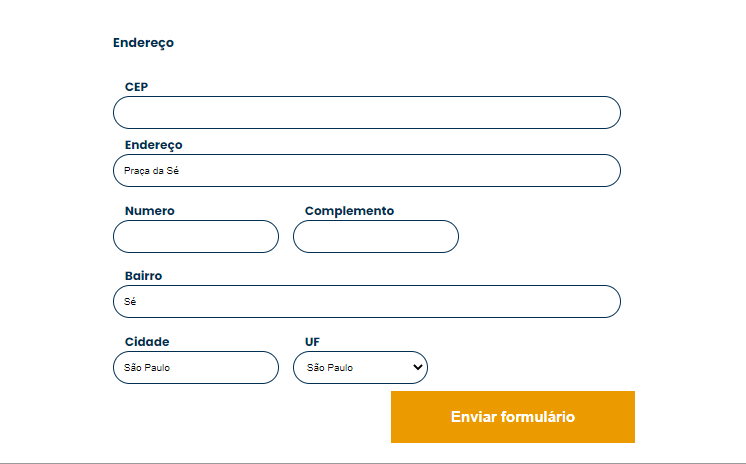 Endereço
CEP
Endereço
Praça da Sé
Numero Complemento
Bairro
Sé
Cidade UF
São Paulo São Paulo
Enviar formulário